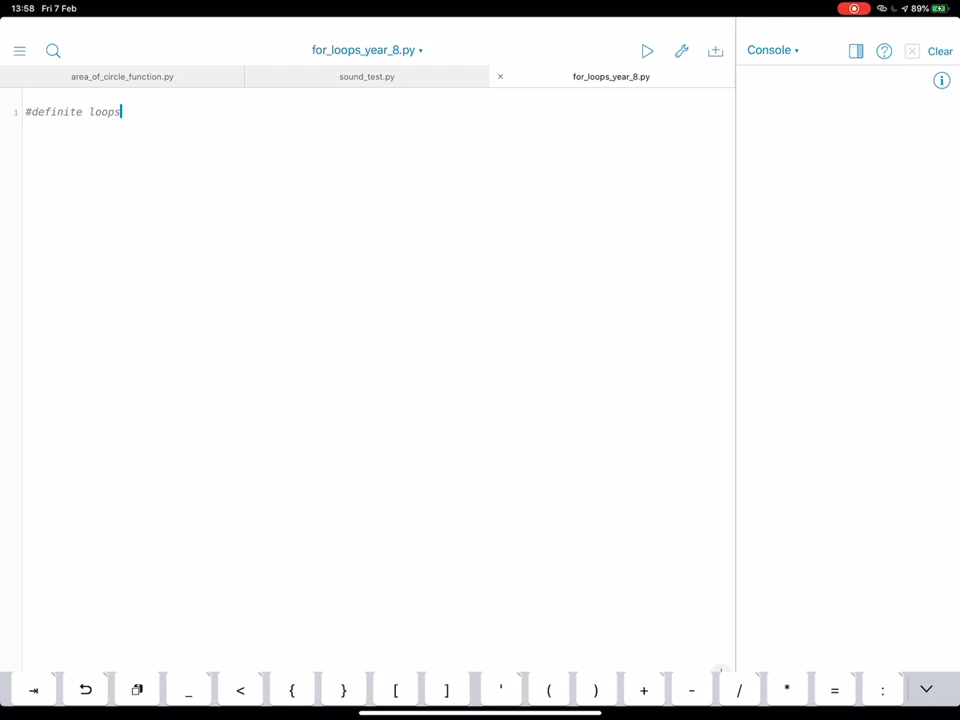 13:58 Fri 7 Feb 89%
for_loops_year_8.py ▾
Console ▾ Clear
area_of_circle_function.py sound_test.py × for_loops_year_8.py
1 #definite loops
_ < { } [ ] ' ( ) + - / * = :